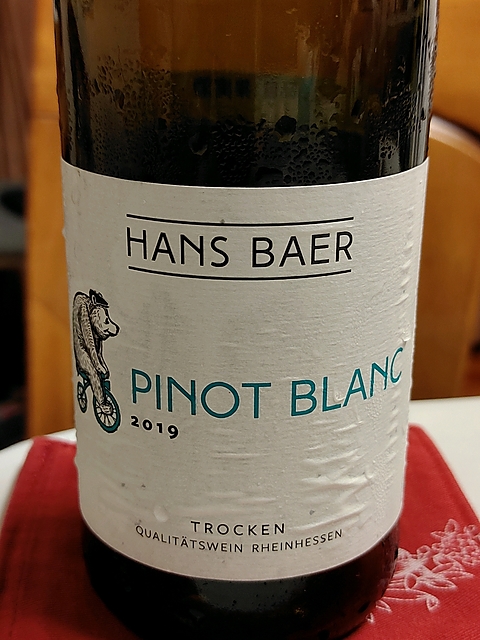 HANS BAER
PINOT BLANC
2019
TROCKEN
QUALITÄTSWEIN RHEINHESSEN